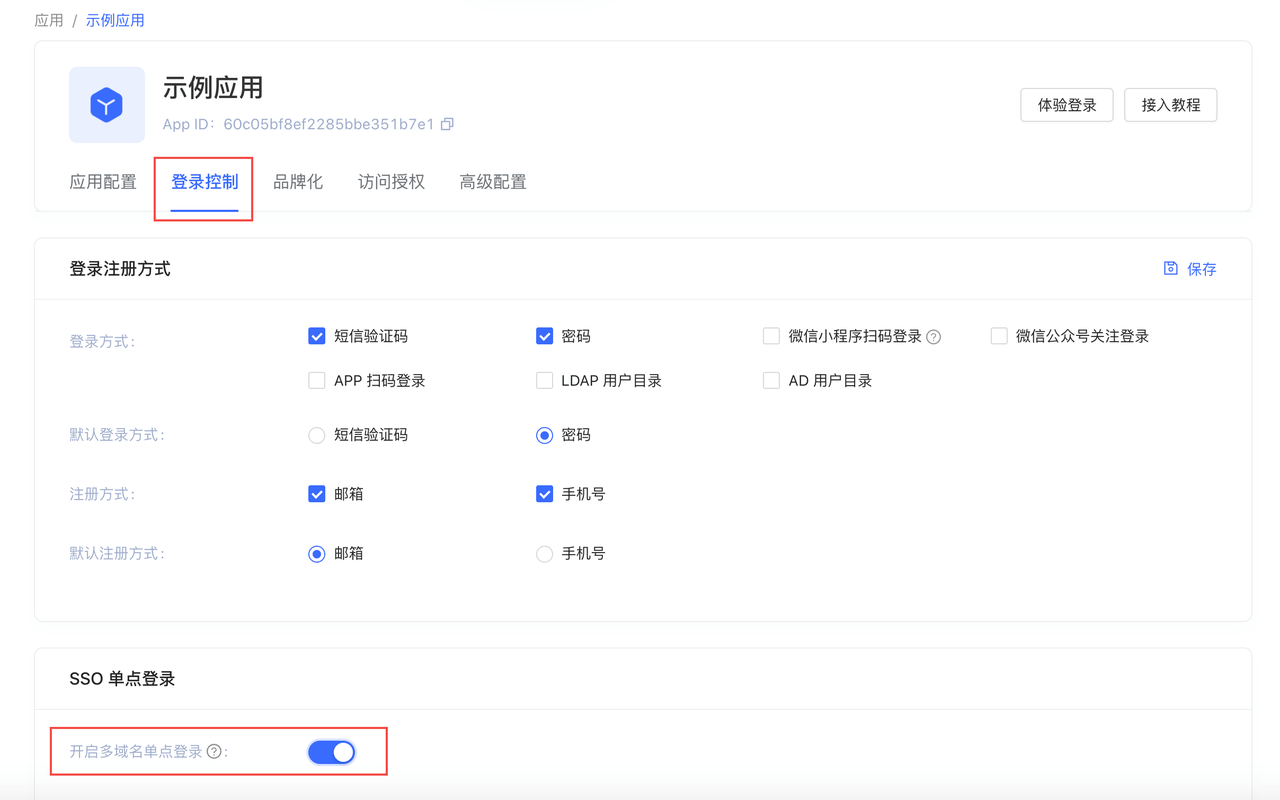 应用 / 示例应用
示例应用
App ID: 60c05bf8ef2285bbe351b7e1
体验登录 接入教程
应用配置 登录控制 品牌化 访问授权 高级配置
登录注册方式 保存
登录方式: 短信验证码 密码 微信小程序扫码登录 ? 微信公众号关注登录
APP 扫码登录 LDAP 用户目录 AD 用户目录
默认登录方式: 短信验证码 密码
注册方式: 邮箱 手机号
默认注册方式: 邮箱 手机号
SSO 单点登录
开启多域名单点登录 ? :